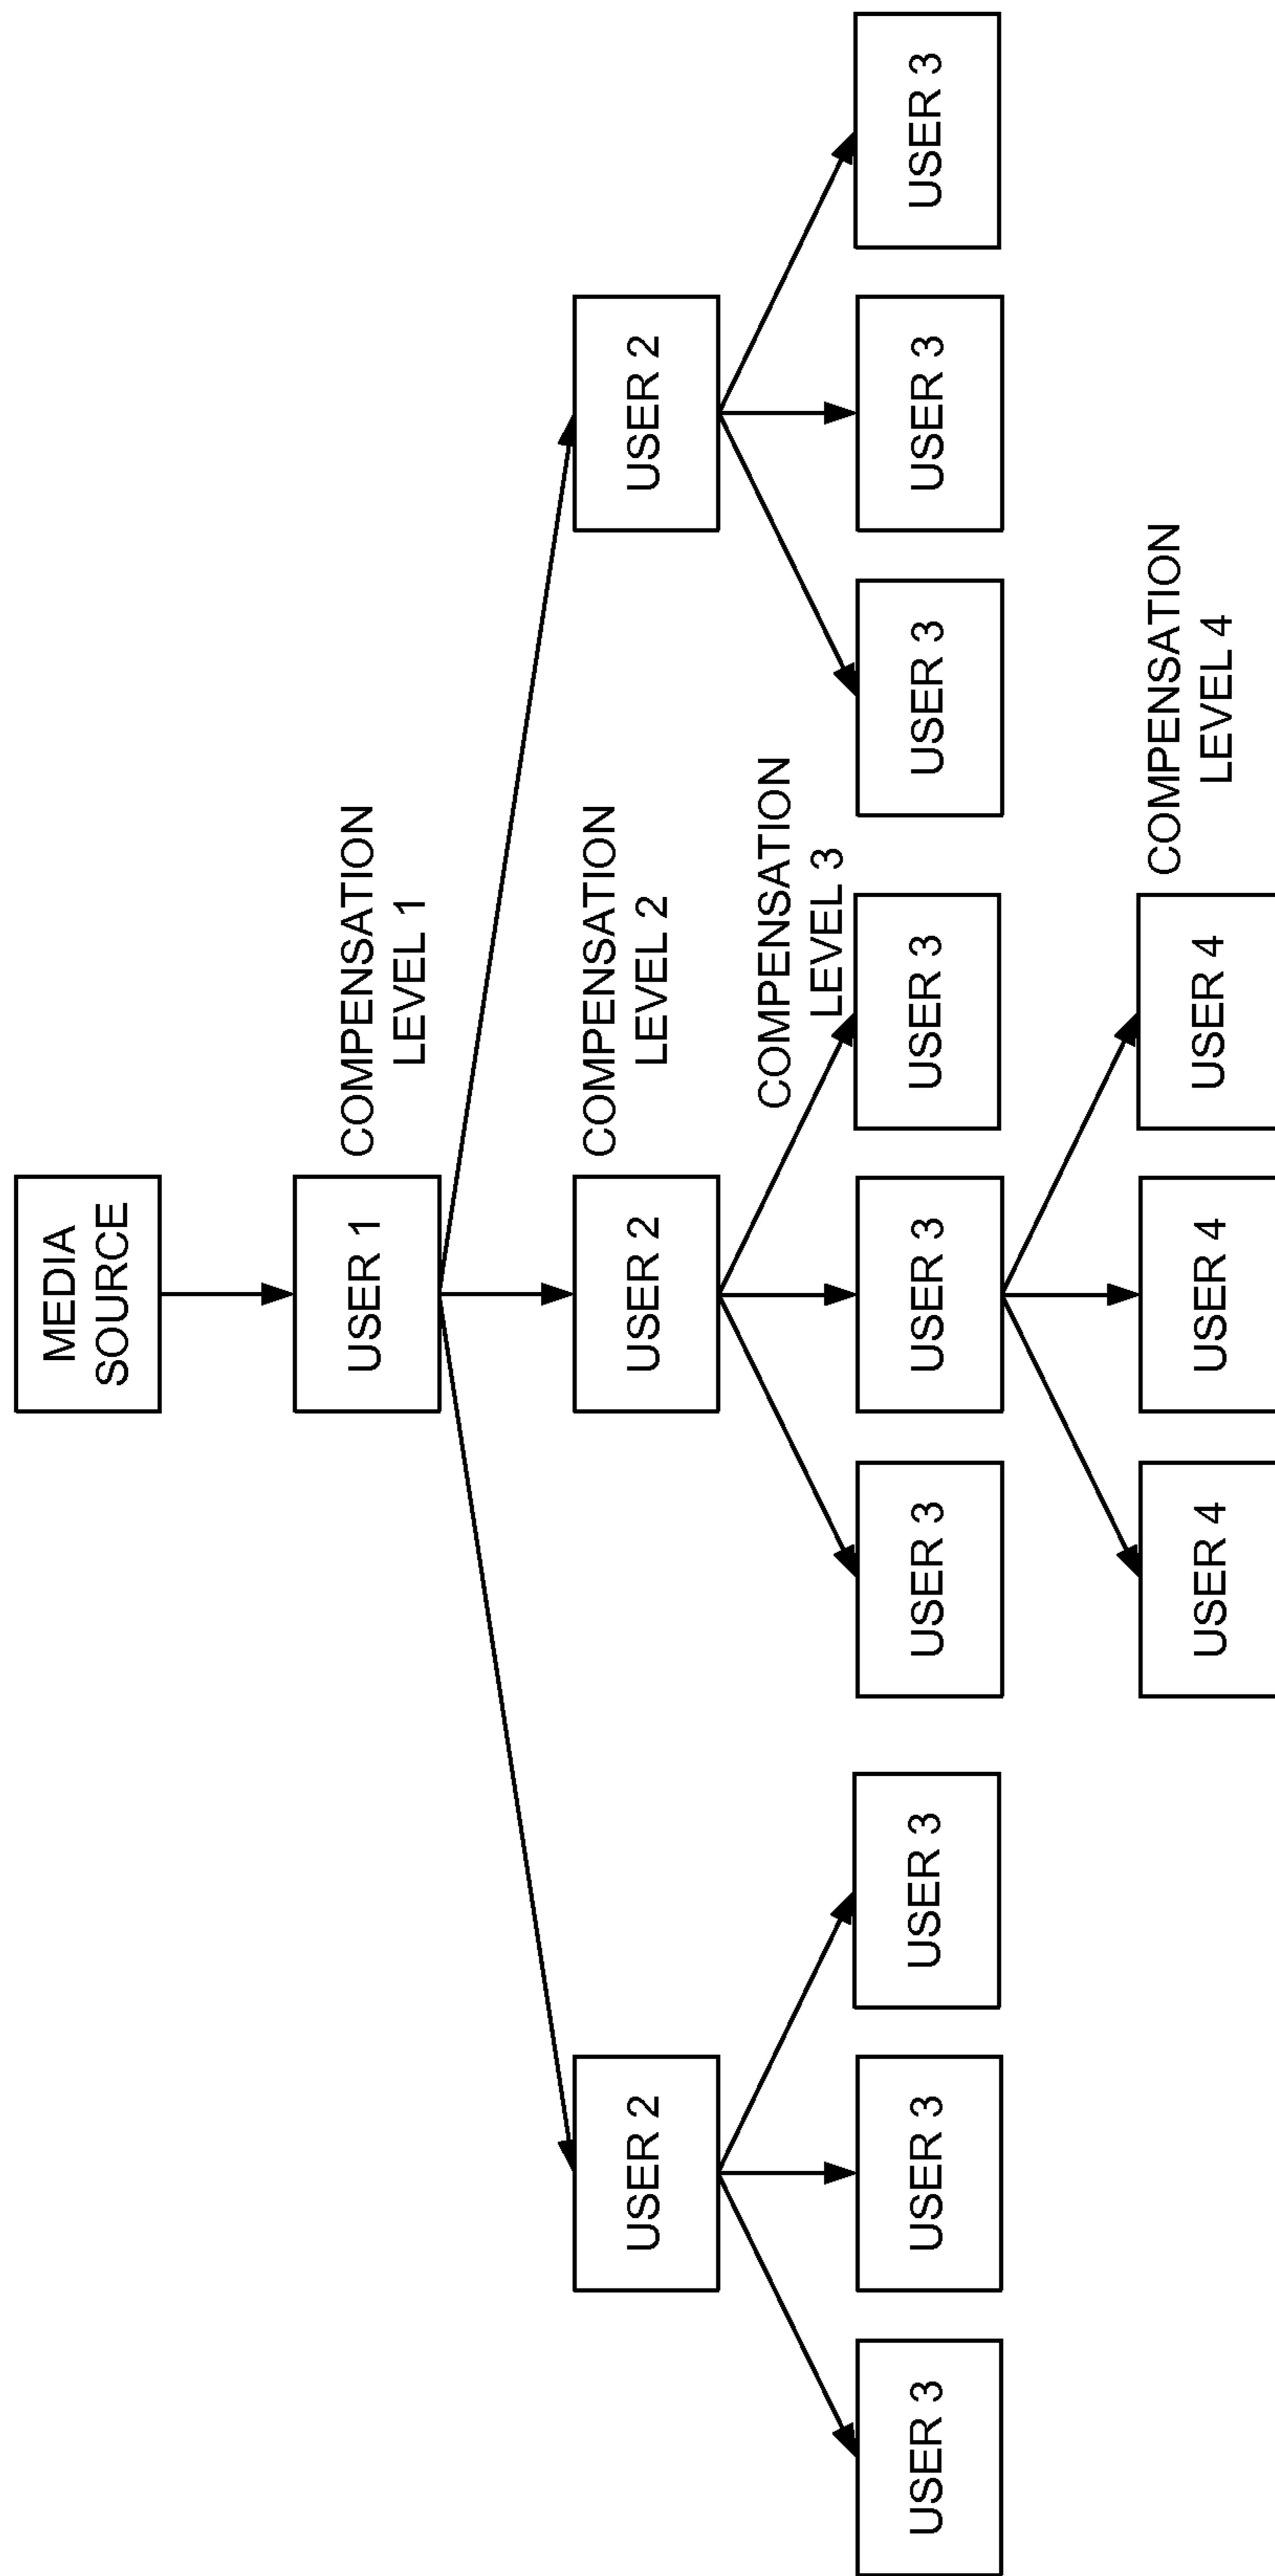 MEDIA
SOURCE
USER 1
COMPENSATION
LEVEL 1
USER 2
USER 2
COMPENSATION
LEVEL 2
USER 2
COMPENSATION
LEVEL 3
USER 3
USER 3
USER 3
USER 3
USER 3
USER 3
USER 3
USER 3
USER 3
USER 4
USER 4
USER 4
COMPENSATION
LEVEL 4